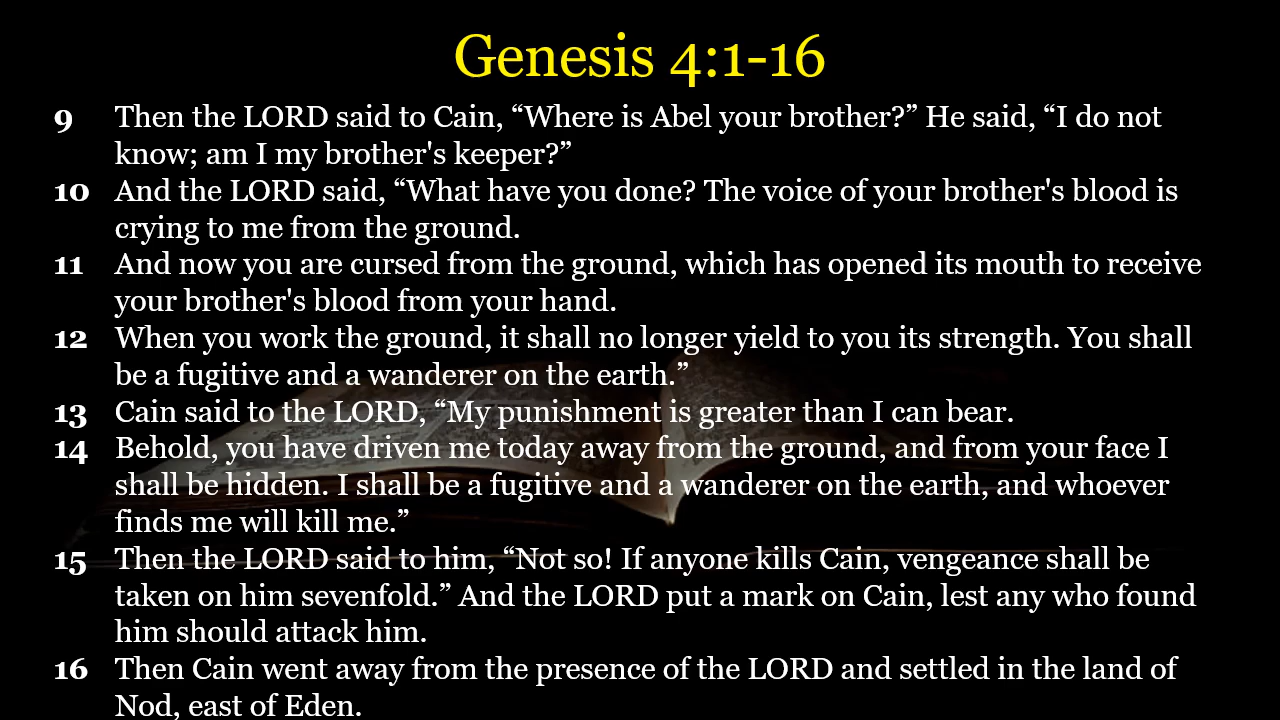 Genesis 4:1-16
9 Then the LORD said to Cain, “Where is Abel your brother?” He said, “I do not
know; am I my brother's keeper?”
10 And the LORD said, “What have you done? The voice of your brother's blood is
crying to me from the ground.
11 And now you are cursed from the ground, which has opened its mouth to receive
your brother's blood from your hand.
12 When you work the ground, it shall no longer yield to you its strength. You shall
be a fugitive and a wanderer on the earth.”
13 Cain said to the LORD, “My punishment is greater than I can bear.
14 Behold, you have driven me today away from the ground, and from your face I
shall be hidden. I shall be a fugitive and a wanderer on the earth, and whoever
finds me will kill me.”
15 Then the LORD said to him, “Not so! If anyone kills Cain, vengeance shall be
taken on him sevenfold.” And the LORD put a mark on Cain, lest any who found
him should attack him.
16 Then Cain went away from the presence of the LORD and settled in the land of
Nod, east of Eden.